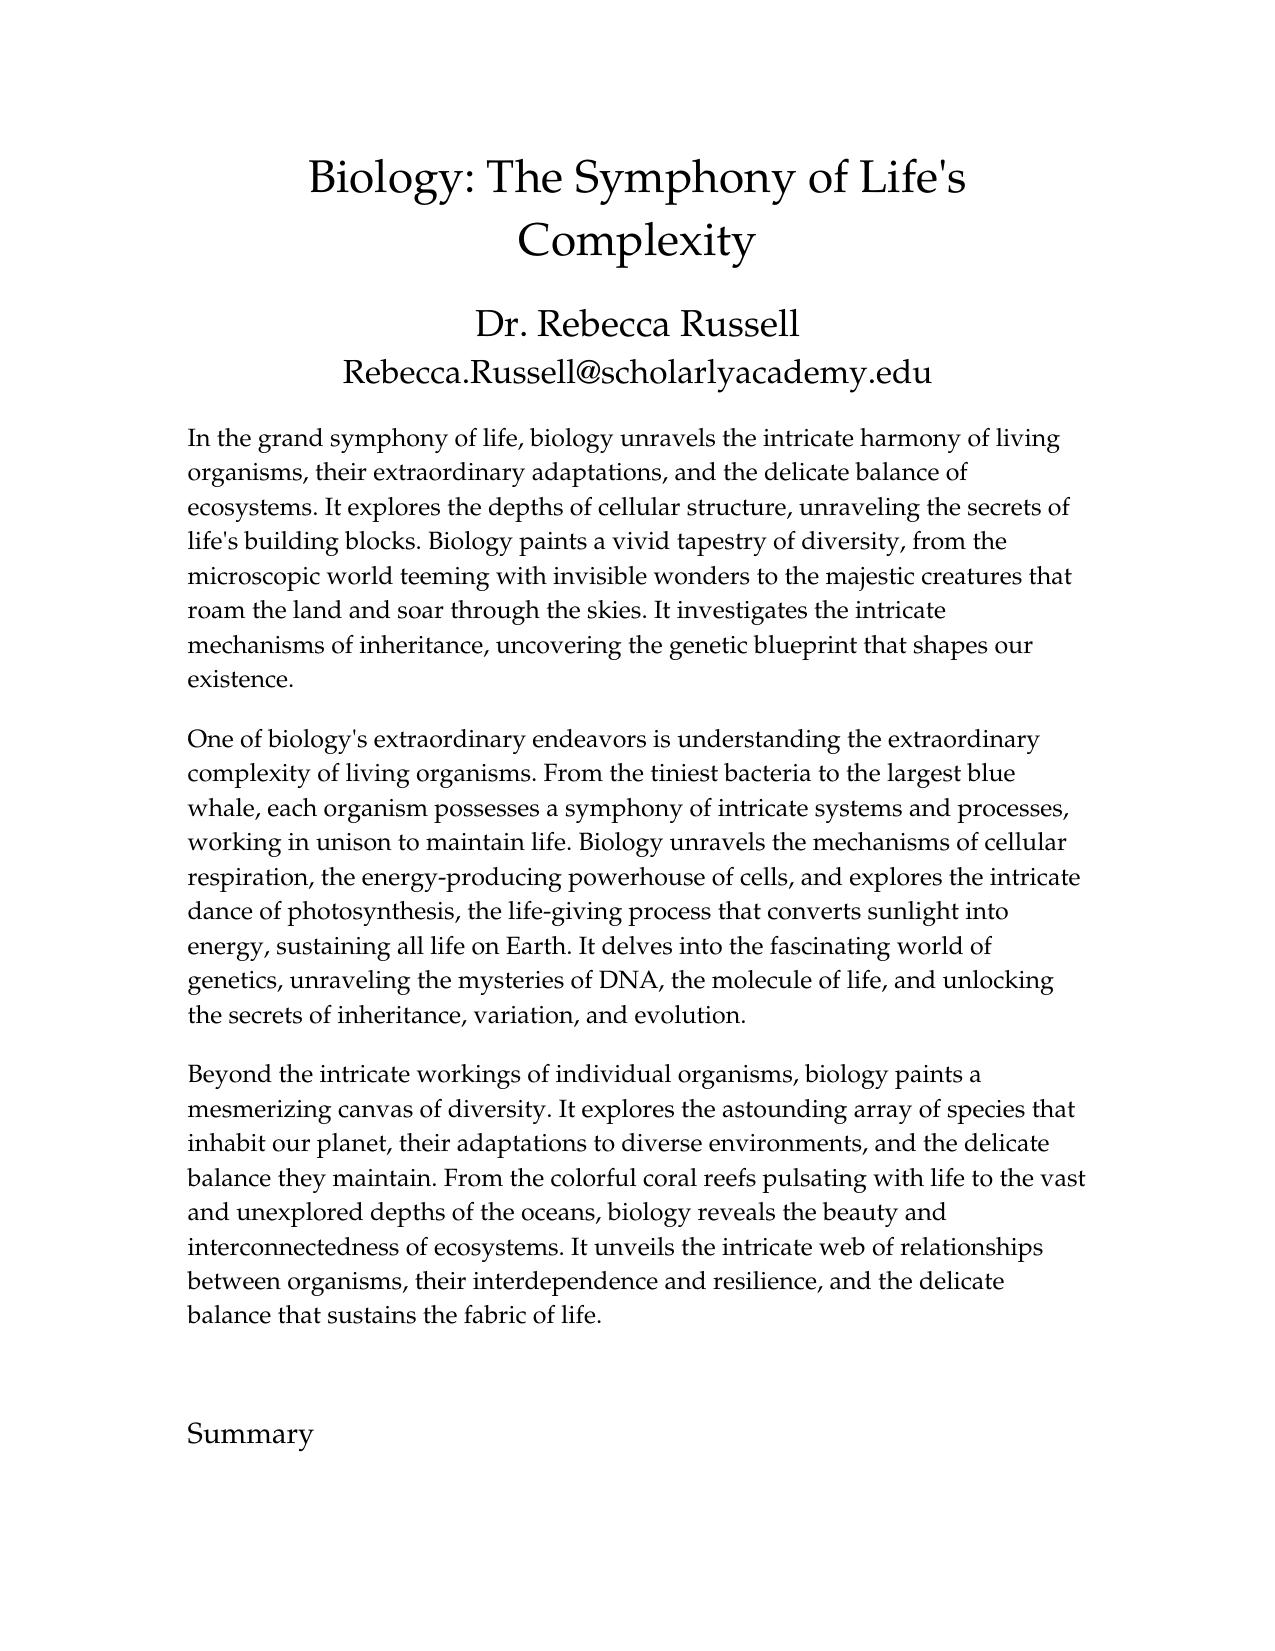 Biology: The Symphony of Life's
Complexity
Dr. Rebecca Russell
Rebecca.Russell@scholarlyacademy.edu
In the grand symphony of life, biology unravels the intricate harmony of living
organisms, their extraordinary adaptations, and the delicate balance of
ecosystems. It explores the depths of cellular structure, unraveling the secrets of
life's building blocks. Biology paints a vivid tapestry of diversity, from the
microscopic world teeming with invisible wonders to the majestic creatures that
roam the land and soar through the skies. It investigates the intricate
mechanisms of inheritance, uncovering the genetic blueprint that shapes our
existence.
One of biology's extraordinary endeavors is understanding the extraordinary
complexity of living organisms. From the tiniest bacteria to the largest blue
whale, each organism possesses a symphony of intricate systems and processes,
working in unison to maintain life. Biology unravels the mechanisms of cellular
respiration, the energy-producing powerhouse of cells, and explores the intricate
dance of photosynthesis, the life-giving process that converts sunlight into
energy, sustaining all life on Earth. It delves into the fascinating world of
genetics, unraveling the mysteries of DNA, the molecule of life, and unlocking
the secrets of inheritance, variation, and evolution.
Beyond the intricate workings of individual organisms, biology paints a
mesmerizing canvas of diversity. It explores the astounding array of species that
inhabit our planet, their adaptations to diverse environments, and the delicate
balance they maintain. From the colorful coral reefs pulsating with life to the vast
and unexplored depths of the oceans, biology reveals the beauty and
interconnectedness of ecosystems. It unveils the intricate web of relationships
between organisms, their interdependence and resilience, and the delicate
balance that sustains the fabric of life.
Summary